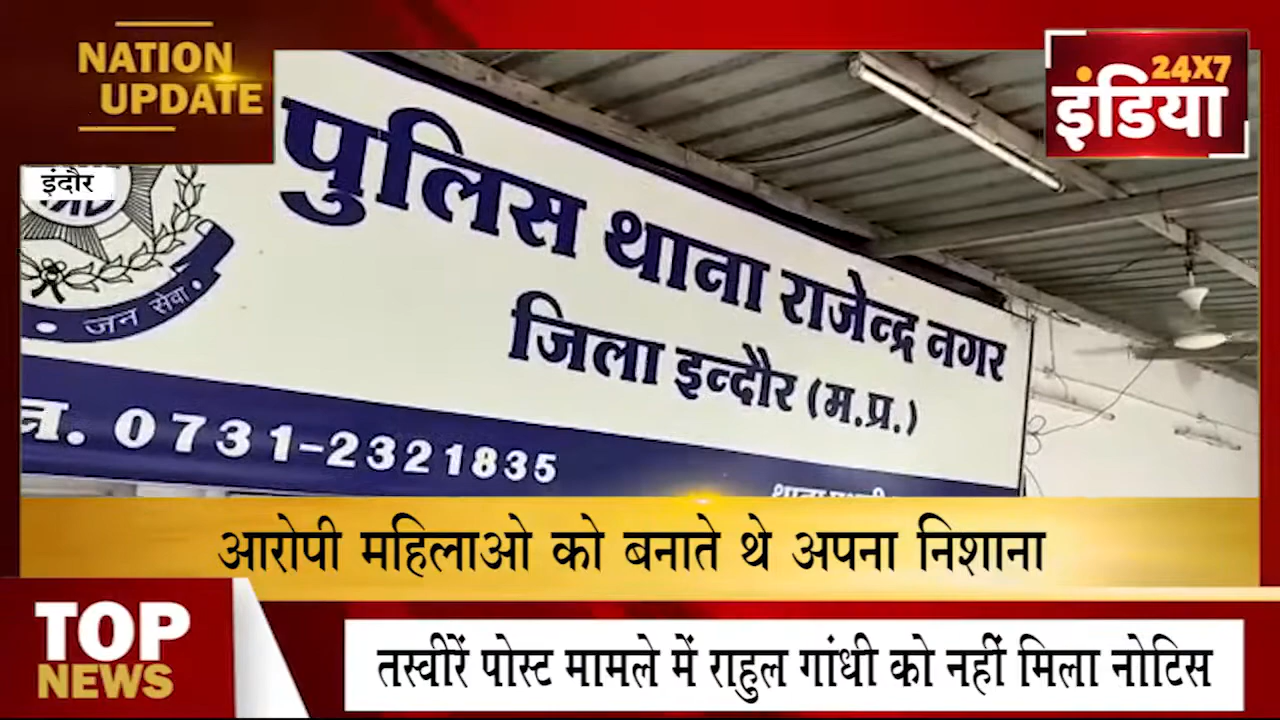 NATION
UPDATE
24X7
इंडिया
इंदौर
पुलिस थाना राजेन्द्र नगर
जिला इन्दौर (म.प्र.)
जन सेवा
0731-2321835
आरोपी महिलाओ को बनाते थे अपना निशाना
TOP
NEWS
तस्वीरें पोस्ट मामले में राहुल गांधी को नहीं मिला नोटिस